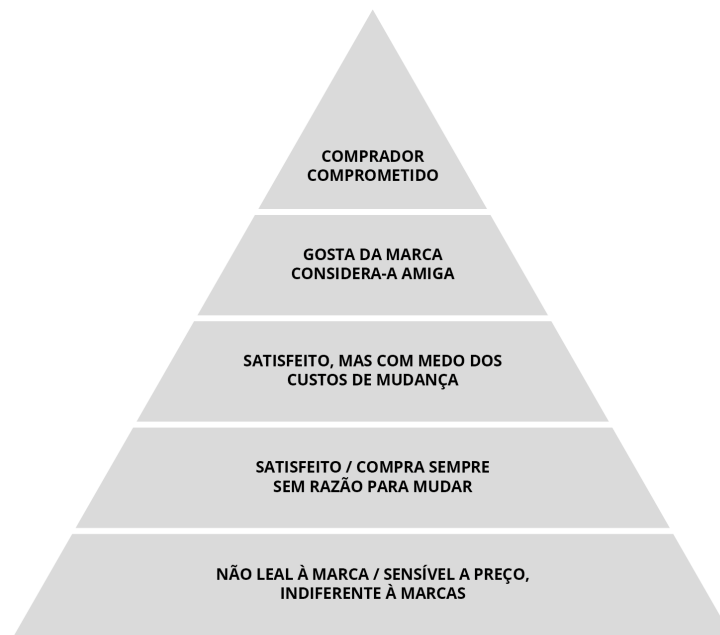 COMPRADOR
COMPROMETIDO
GOSTA DA MARCA
CONSIDERA-A AMIGA
SATISFEITO, MAS COM MEDO DOS
CUSTOS DE MUDANÇA
SATISFEITO / COMPRA SEMPRE
SEM RAZÃO PARA MUDAR
NÃO LEAL À MARCA / SENSÍVEL A PREÇO,
INDIFERENTE À MARCAS